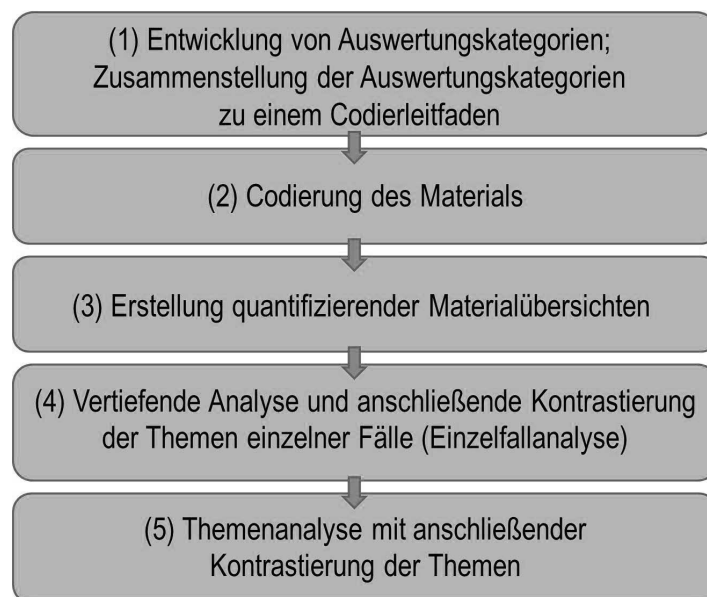 (1) Entwicklung von Auswertungskategorien;
Zusammenstellung der Auswertungskategorien
zu einem Codierleitfaden
(2) Codierung des Materials
(3) Erstellung quantifizierender Materialübersichten
(4) Vertiefende Analyse und anschließende Kontrastierung
der Themen einzelner Fälle (Einzelfallanalyse)
(5) Themenanalyse mit anschließender
Kontrastierung der Themen